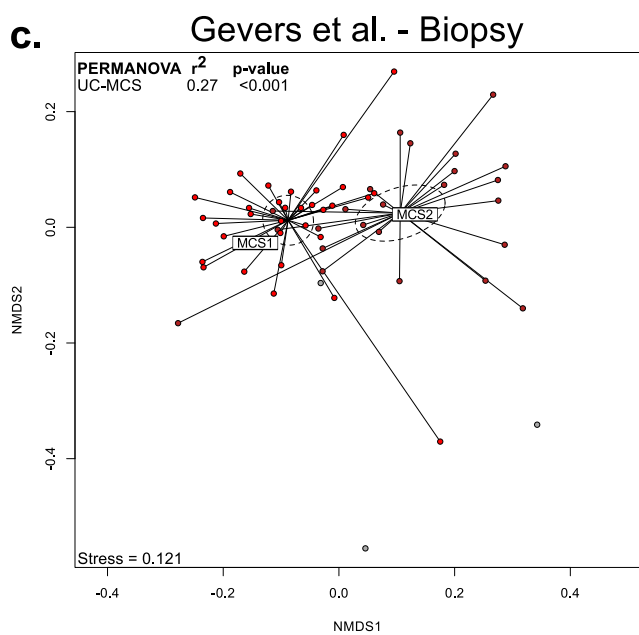 c.
Gevers et al. - Biopsy
PERMANOVA r2 p-value
UC-MCS 0.27 <0.001
0.2
0.0
-0.2
-0.4
NMDS2
MCS1
MCS2
Stress = 0.121
-0.4 -0.2 0.0 0.2 0.4
NMDS1